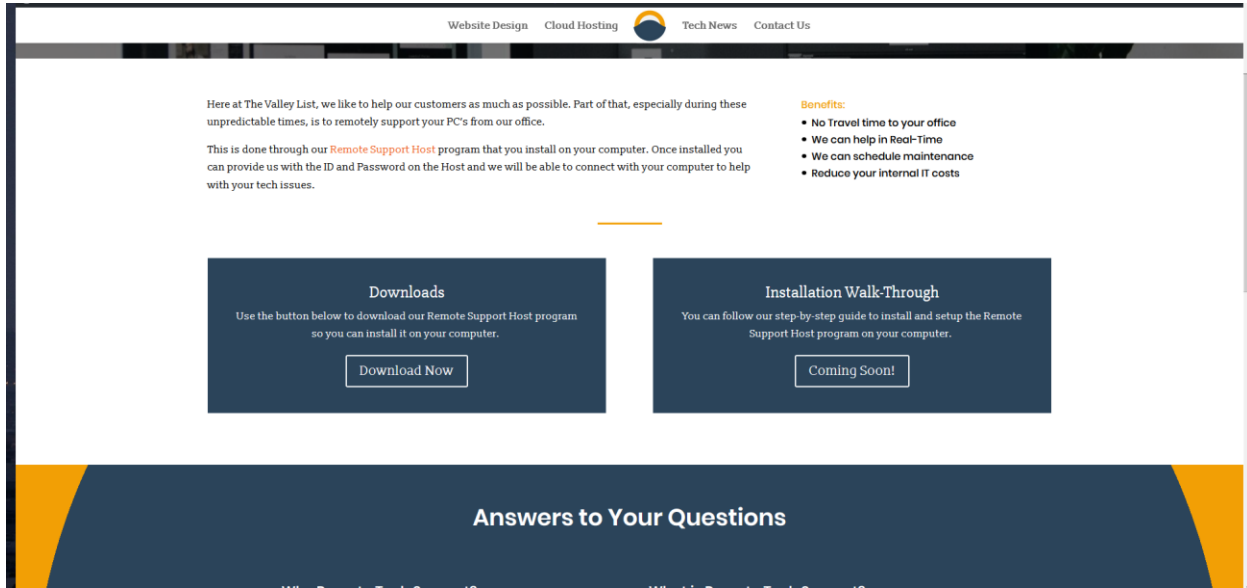 Website Design Cloud Hosting Tech News Contact Us
Here at The Valley List, we like to help our customers as much as possible. Part of that, especially during these
unpredictable times, is to remotely support your PC's from our office.
This is done through our Remote Support Host program that you install on your computer. Once installed you
can provide us with the ID and Password on the Host and we will be able to connect with your computer to help
with your tech issues.
Benefits:
• No Travel time to your office
• We can help in Real-Time
• We can schedule maintenance
• Reduce your internal IT costs
Downloads
Use the button below to download our Remote Support Host program
so you can install it on your computer.
Download Now
Installation Walk-Through
You can follow our step-by-step guide to install and setup the Remote
Support Host program on your computer.
Coming Soon!
Answers to Your Questions